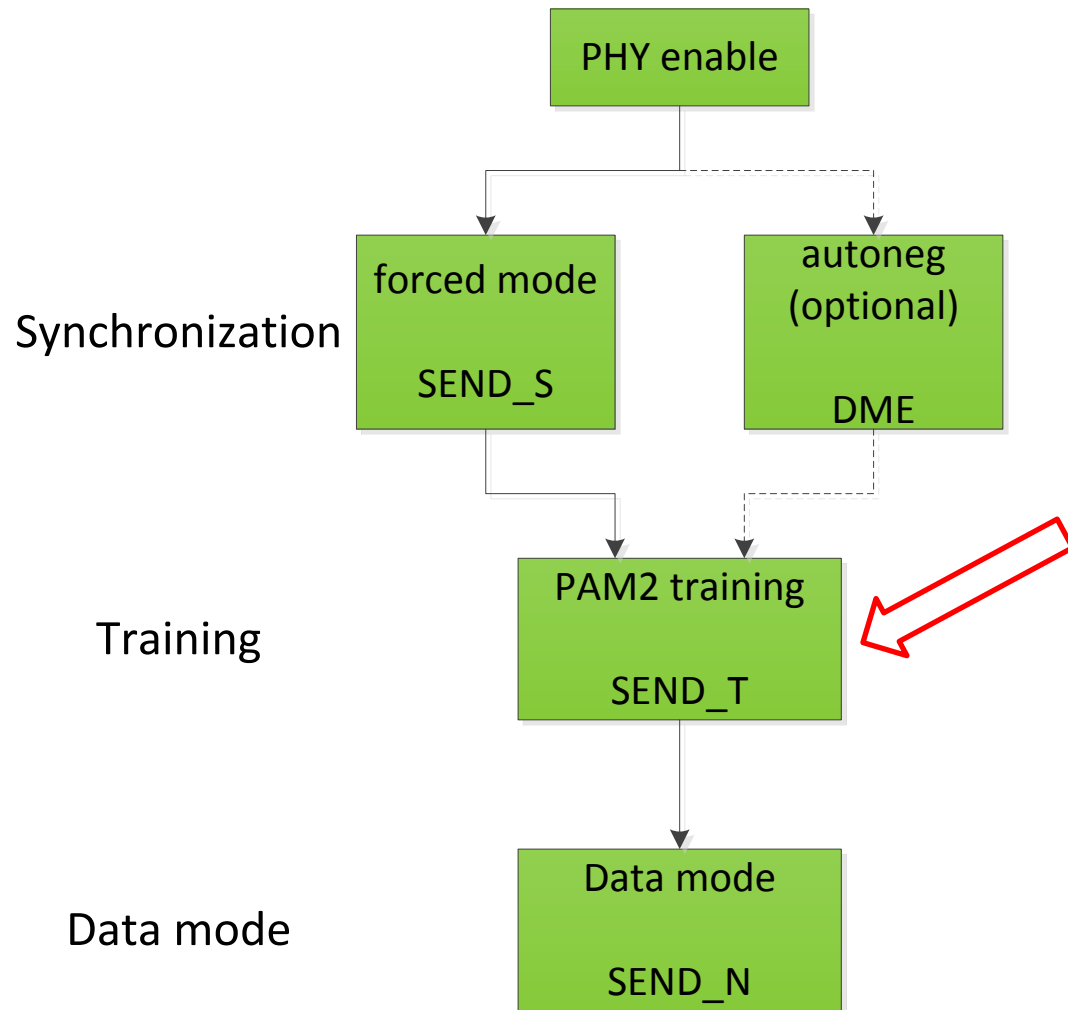 PHY enable
Synchronization
forced mode
SEND_S
autoneg
(optional)
DME
Training
PAM2 training
SEND_T
Data mode
Data mode
SEND_N